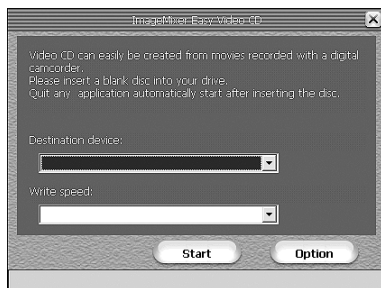 ImageMixer Easy Video CD
Video CD can easily be created from movies recorded with a digital
camcorder.
Please insert a blank disc into your drive.
Quit any application automatically start after inserting the disc.
Destination device:
Write speed:
Start
Option